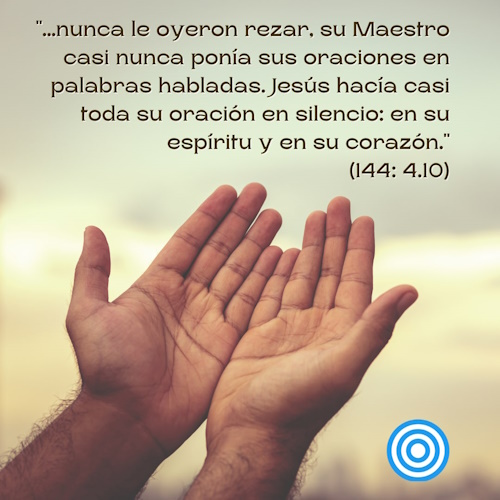 "...nunca le oyeron rezar, su Maestro
casi nunca ponía sus oraciones en
palabras habladas. Jesús hacía casi
toda su oración en silencio: en su
espíritu y en su corazón."
(144: 4.10)